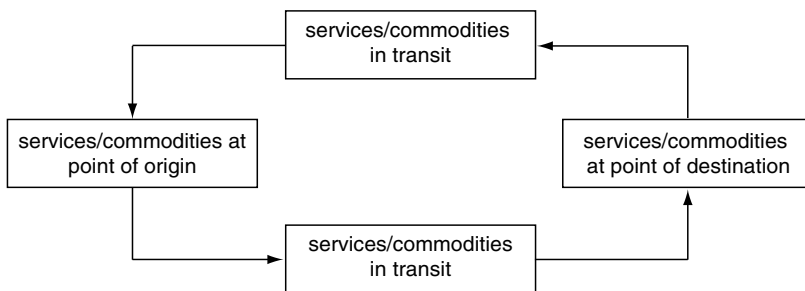 services/commodities
in transit
services/commodities at
point of origin
services/commodities
at point of destination
services/commodities
in transit